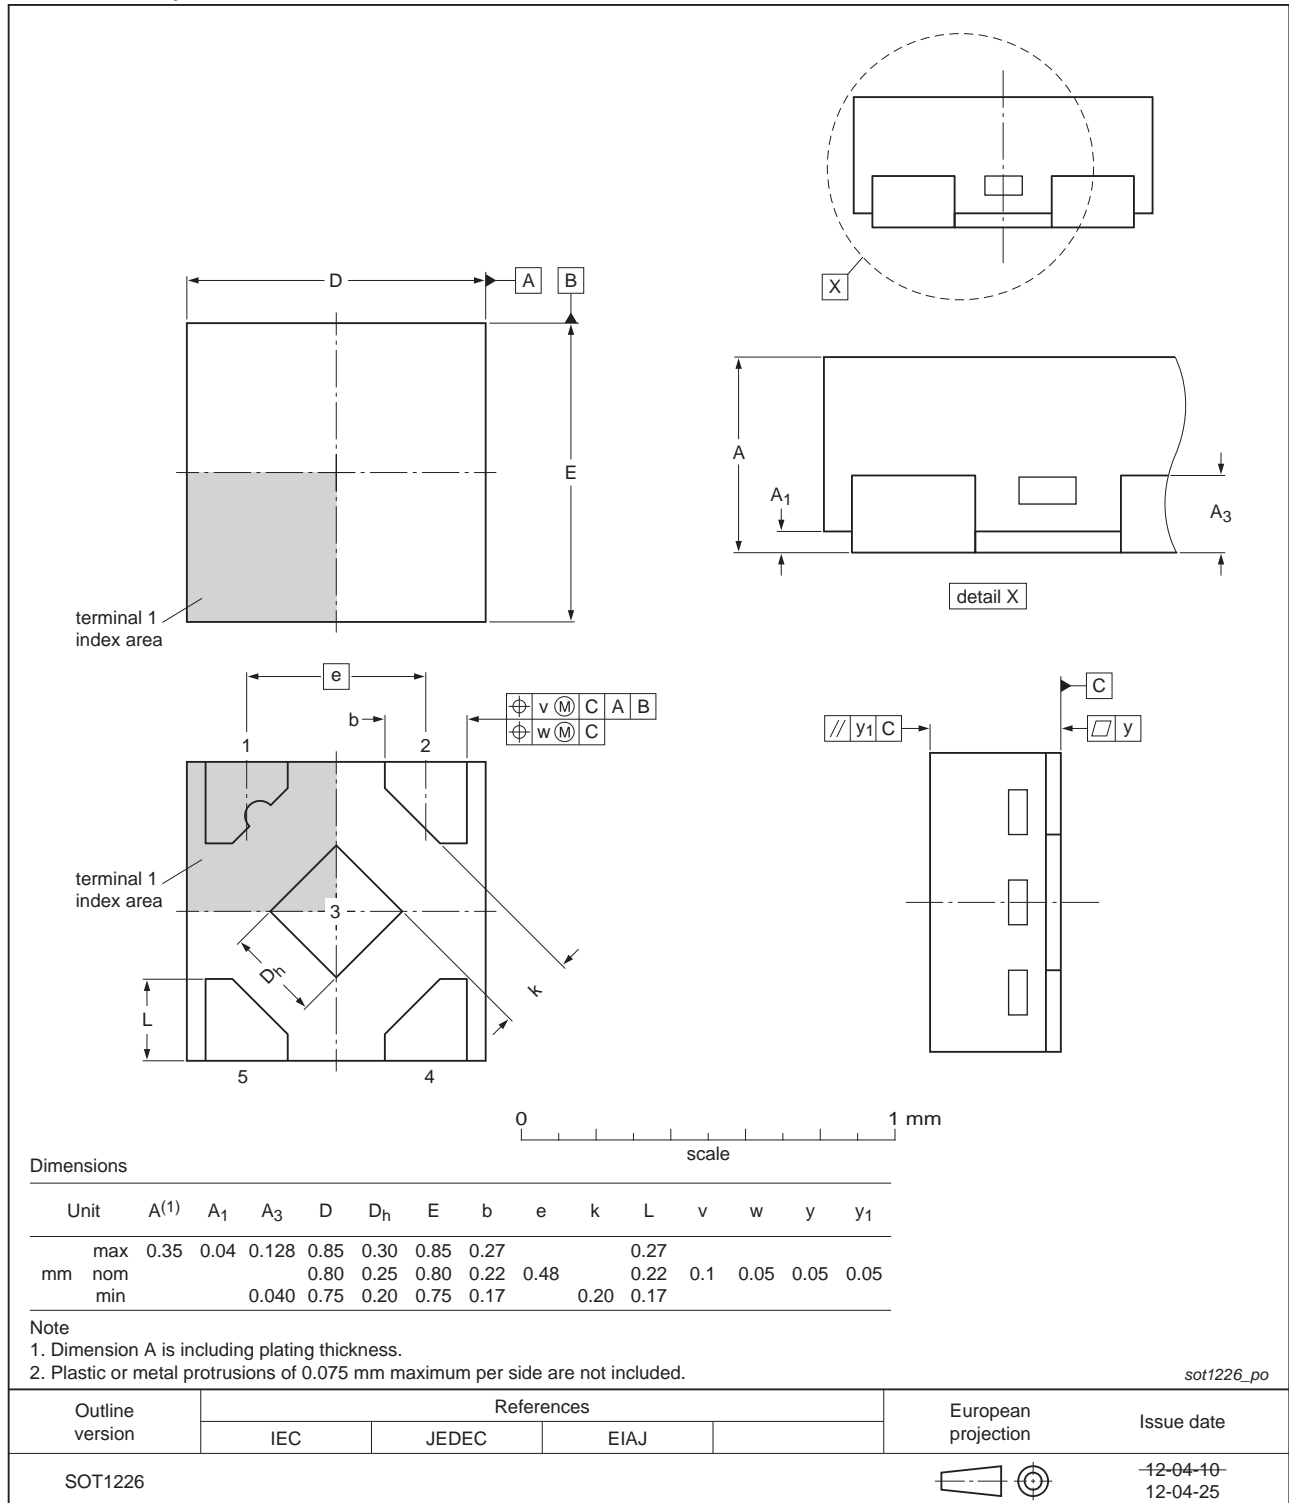 X
D A B
E
terminal 1
index area
A
A1
A3
detail X
e
b
v M C A B
w M C
1 2
terminal 1
index area
3
Dh
k
L
5 4
C
// y1 C
y
0 1 mm
scale
Dimensions
Unit A(1) A1 A3 D Dh E b e k L v w y y1
max 0.35 0.04 0.128 0.85 0.30 0.85 0.27 0.27
mm nom 0.80 0.25 0.80 0.22 0.48 0.22 0.1 0.05 0.05 0.05
min 0.040 0.75 0.20 0.75 0.17 0.20 0.17
Note
1. Dimension A is including plating thickness.
2. Plastic or metal protrusions of 0.075 mm maximum per side are not included.
sot1226_po
Outline version
References
IEC JEDEC EIAJ
European projection
Issue date
SOT1226
12-04-10
12-04-25